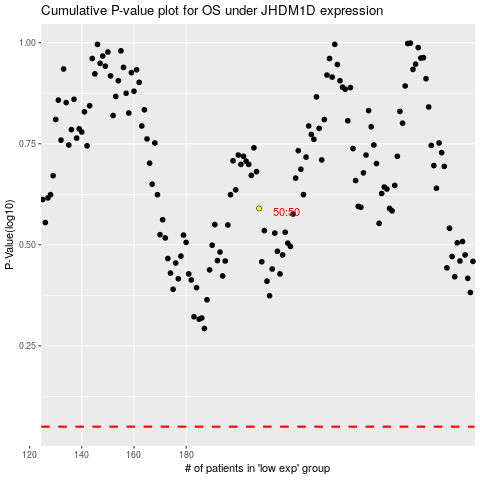 Cumulative P-value plot for OS under JHDM1D expression
P-Value(log10)
1.00
0.75
0.50
0.25
50:50
120 140 160 180
# of patients in 'low exp' group